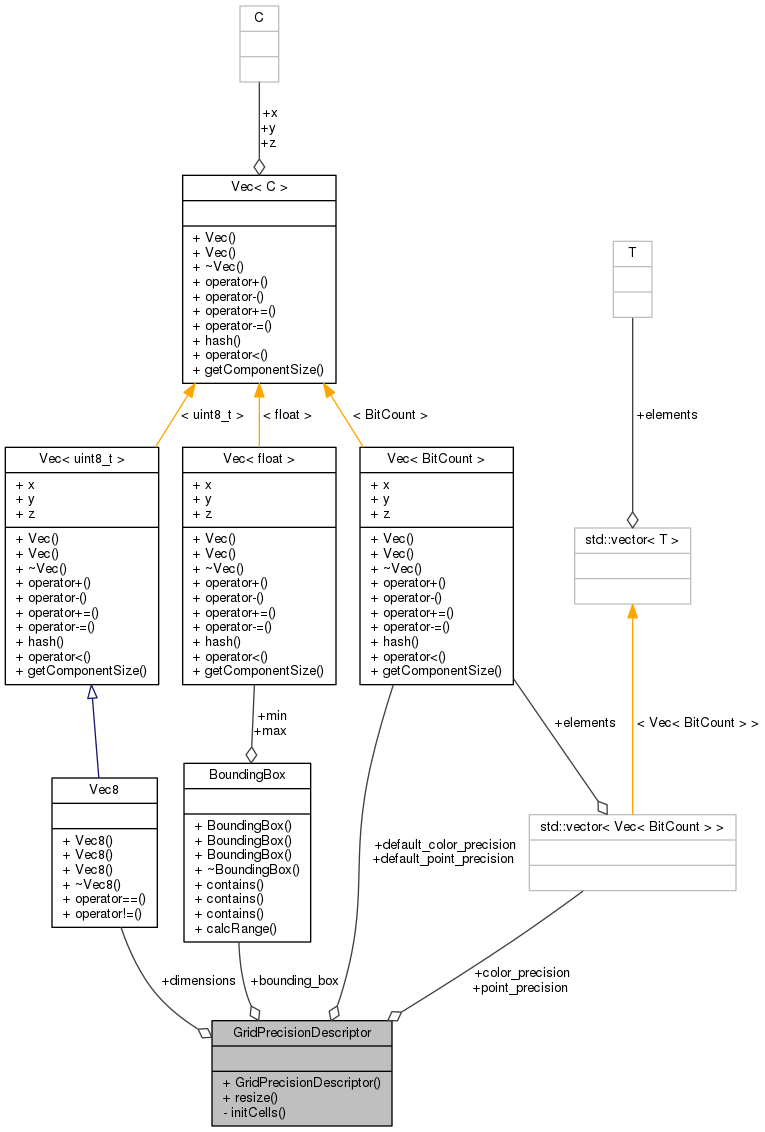 C
+x
+y
+z
Vec< C >
+ Vec()
+ Vec()
+ ~Vec()
+ operator+()
+ operator-()
+ operator+=()
+ operator-=()
+ hash()
+ operator<()
+ getComponentSize()
T
+elements
< uint8_t >
< float >
< BitCount >
Vec< uint8_t >
+ x
+ y
+ z
+ Vec()
+ Vec()
+ ~Vec()
+ operator+()
+ operator-()
+ operator+=()
+ operator-=()
+ hash()
+ operator<()
+ getComponentSize()
Vec< float >
+ x
+ y
+ z
+ Vec()
+ Vec()
+ ~Vec()
+ operator+()
+ operator-()
+ operator+=()
+ operator-=()
+ hash()
+ operator<()
+ getComponentSize()
Vec< BitCount >
+ x
+ y
+ z
+ Vec()
+ Vec()
+ ~Vec()
+ operator+()
+ operator-()
+ operator+=()
+ operator-=()
+ hash()
+ operator<()
+ getComponentSize()
std::vector< T >
+min
+max
+elements
< Vec< BitCount > >
Vec8
+ Vec8()
+ Vec8()
+ Vec8()
+ ~Vec8()
+ operator==()
+ operator!=()
BoundingBox
+ BoundingBox()
+ BoundingBox()
+ BoundingBox()
+ ~BoundingBox()
+ contains()
+ contains()
+ contains()
+ calcRange()
+default_color_precision
+default_point_precision
std::vector< Vec< BitCount > >
+dimensions
+bounding_box
+color_precision
+point_precision
GridPrecisionDescriptor
+ GridPrecisionDescriptor()
+ resize()
- initCells()